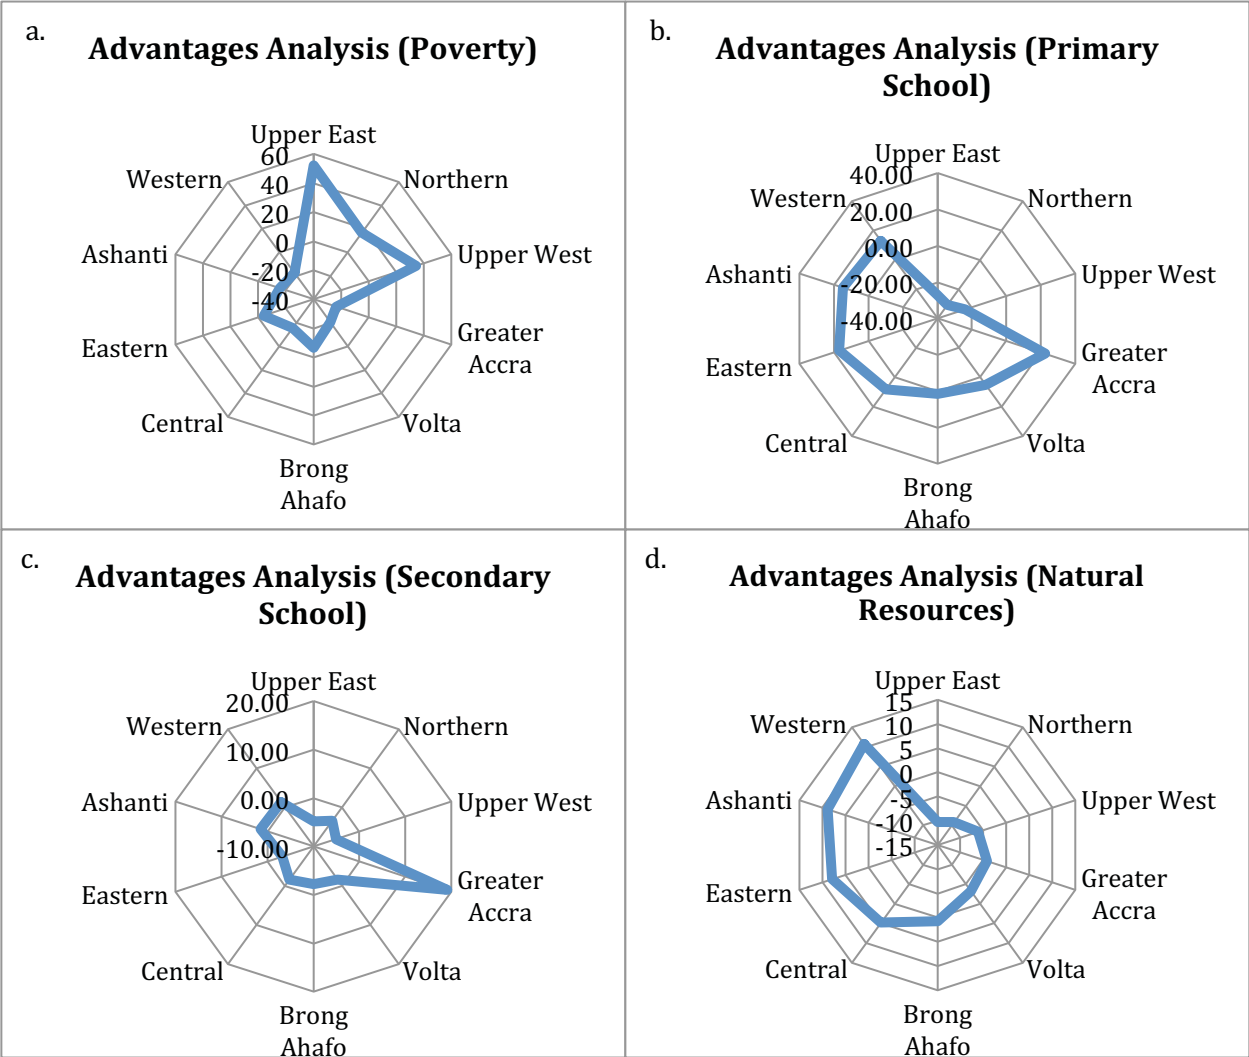 a.
Advantages Analysis (Poverty)
Upper East
60
40
20
0
-20
-40
Northern
Upper West
Greater
Accra
Volta
Brong
Ahafo
Central
Eastern
Ashanti
Western
b.
Advantages Analysis (Primary
School)
Upper East
40.00
20.00
0.00
-20.00
-40.00
Northern
Upper West
Greater
Accra
Volta
Brong
Ahafo
Central
Eastern
Ashanti
Western
c.
Advantages Analysis (Secondary
School)
Upper East
20.00
10.00
0.00
-10.00
Northern
Upper West
Greater
Accra
Volta
Brong
Ahafo
Central
Eastern
Ashanti
Western
d.
Advantages Analysis (Natural
Resources)
Upper East
15
10
5
0
-5
-10
-15
Northern
Upper West
Greater
Accra
Volta
Brong
Ahafo
Central
Eastern
Ashanti
Western